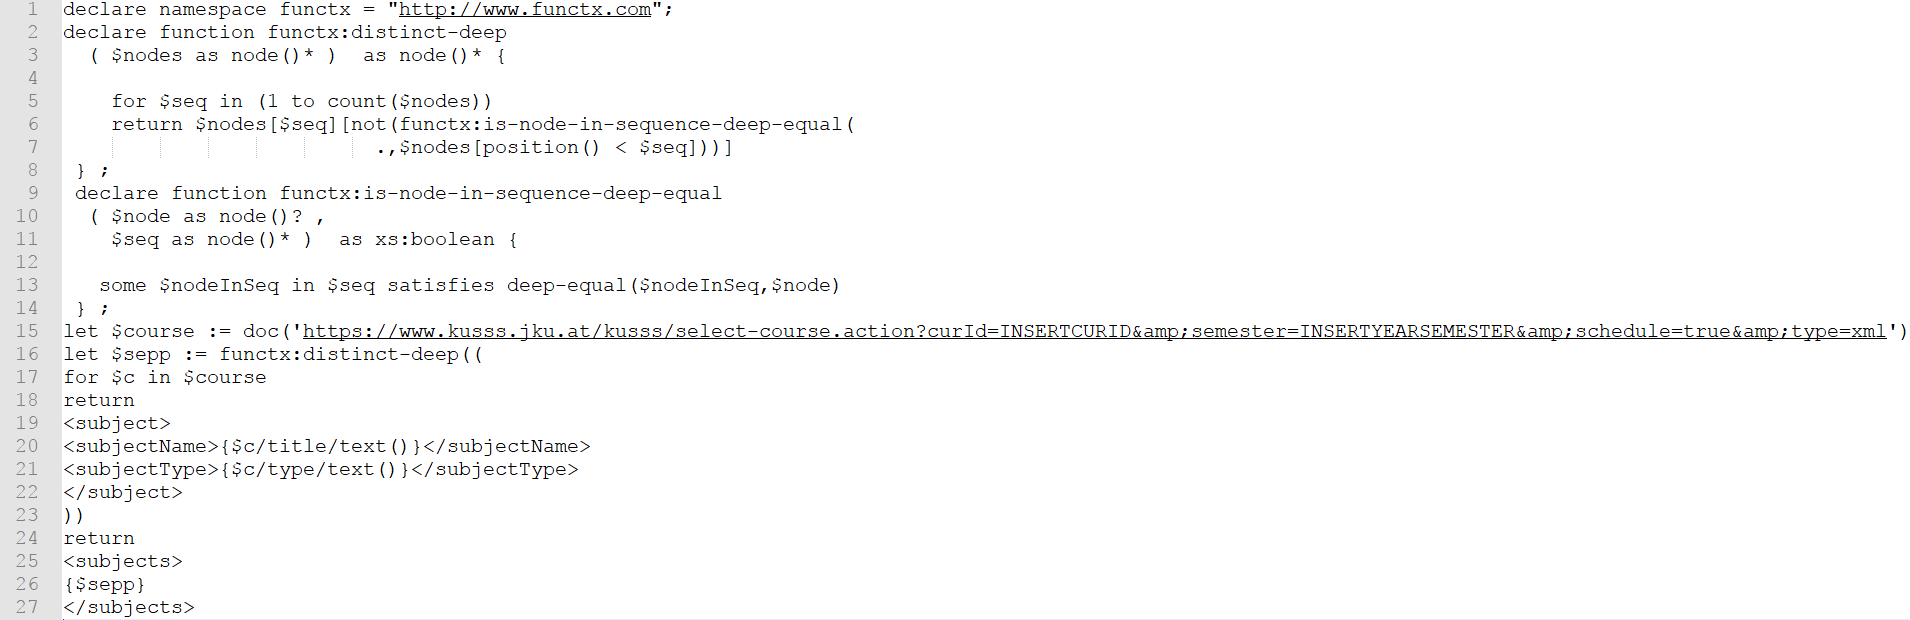 1 declare namespace functx = "http://www.functx.com";
2 declare function functx:distinct-deep
3   ( $nodes as node()* )  as node()* {
4
5     for $seq in (1 to count($nodes))
6     return $nodes[$seq][not(functx:is-node-in-sequence-deep-equal(
7                           .,$nodes[position() < $seq]))]
8  } ;
9  declare function functx:is-node-in-sequence-deep-equal
10   ( $node as node()? ,
11     $seq as node()* )  as xs:boolean {
12
13    some $nodeInSeq in $seq satisfies deep-equal($nodeInSeq,$node)
14  } ;
15 let $course := doc('https://www.kusss.jku.at/kusss/select-course.action?curId=INSERTCURID&amp;semester=INSERTYEARSEMESTER&amp;schedule=true&amp;type=xml')
16 let $sepp := functx:distinct-deep((
17 for $c in $course
18 return
19 <subject>
20 <subjectName>{$c/title/text()}</subjectName>
21 <subjectType>{$c/type/text()}</subjectType>
22 </subject>
23 ))
24 return
25 <subjects>
26 {$sepp}
27 </subjects>